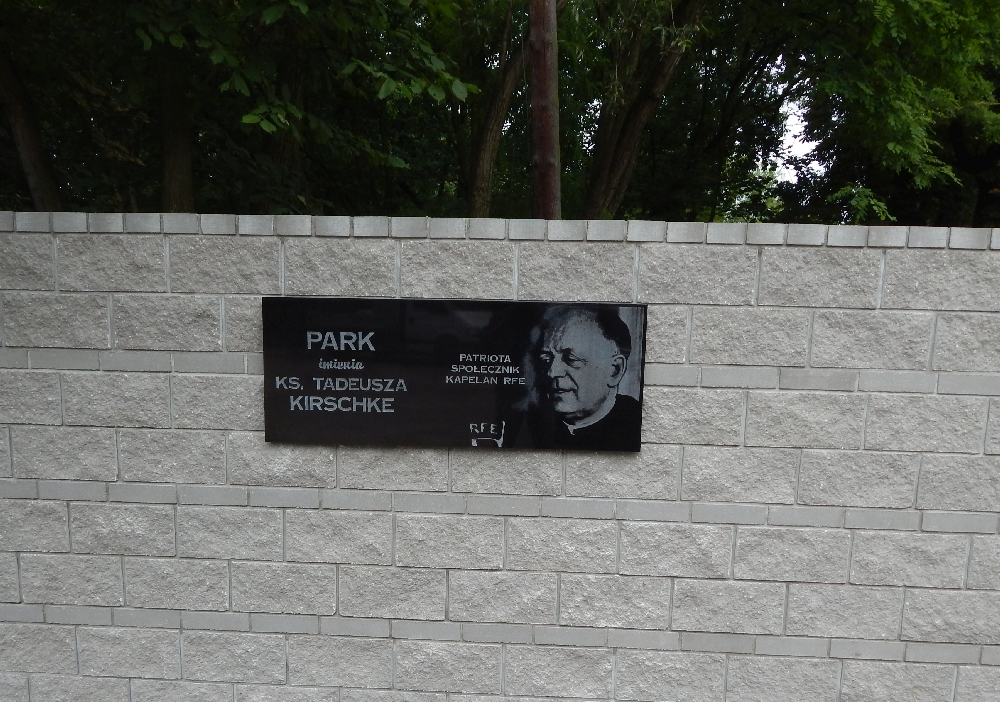 PARK
imienia
KS. TADEUSZA
KIRSCHKE
PATRIOTA
SPOŁECZNIK
KAPELAN RFE
RFE